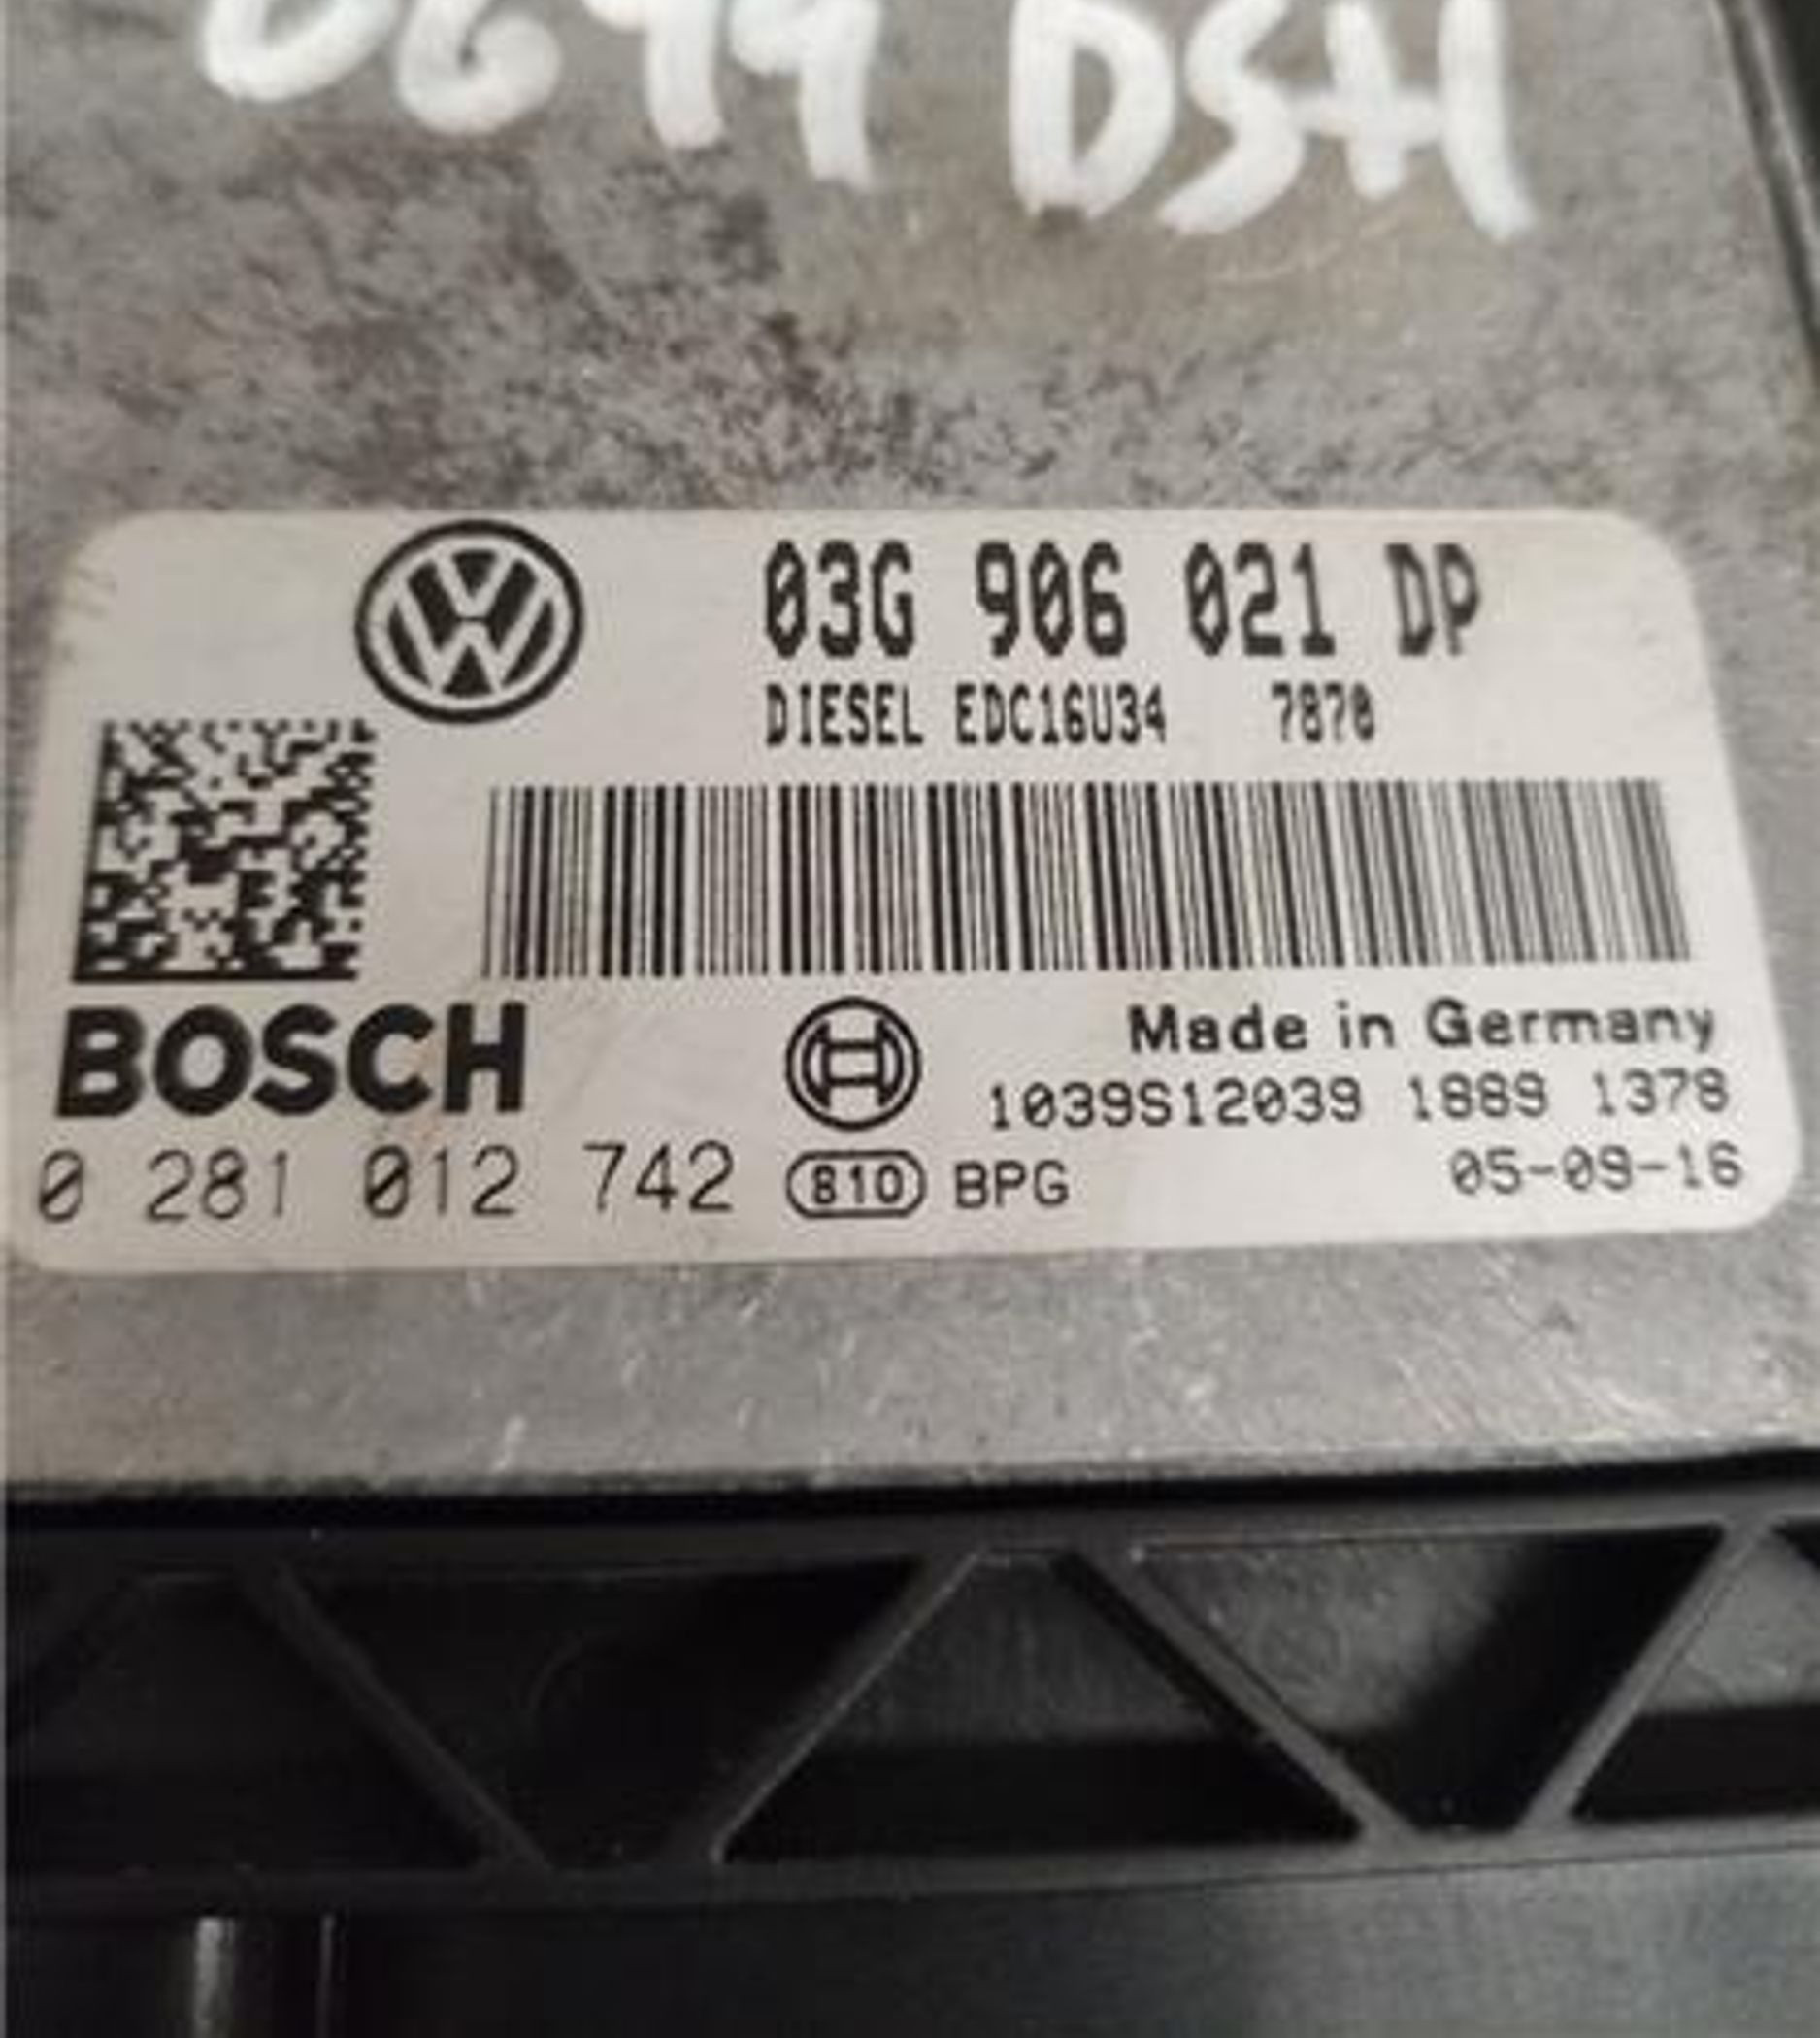 DSH
03G 906 021 DP
DIESEL EDC16U34 7870
BOSCH
Made in Germany
1039S12039 1889 1378
0 281 012 742 810 BPG 05-09-16